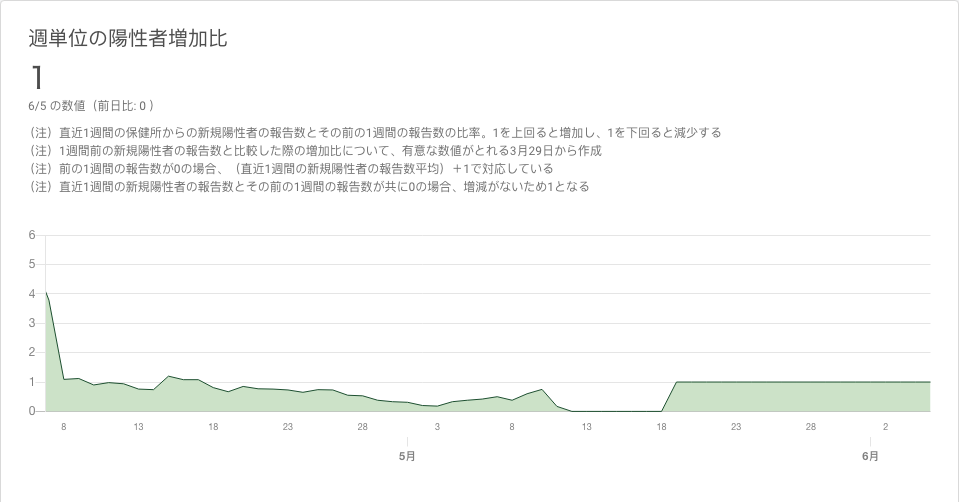 週単位の陽性者増加比
1
6/5 の数値（前日比: 0 ）
（注）直近1週間の保健所からの新規陽性者の報告数とその前の1週間の報告数の比率。1を上回ると増加し、1を下回ると減少する
（注）1週間前の新規陽性者の報告数と比較した際の増加比について、有意な数値がとれる3月29日から作成
（注）前の1週間の報告数が0の場合、（直近1週間の新規陽性者の報告数平均）＋1で対応している
（注）直近1週間の新規陽性者の報告数とその前の1週間の報告数が共に0の場合、増減がないため1となる
6
5
4
3
2
1
0
8 13 18 23 28 3 8 13 18 23 28 2
5月 6月